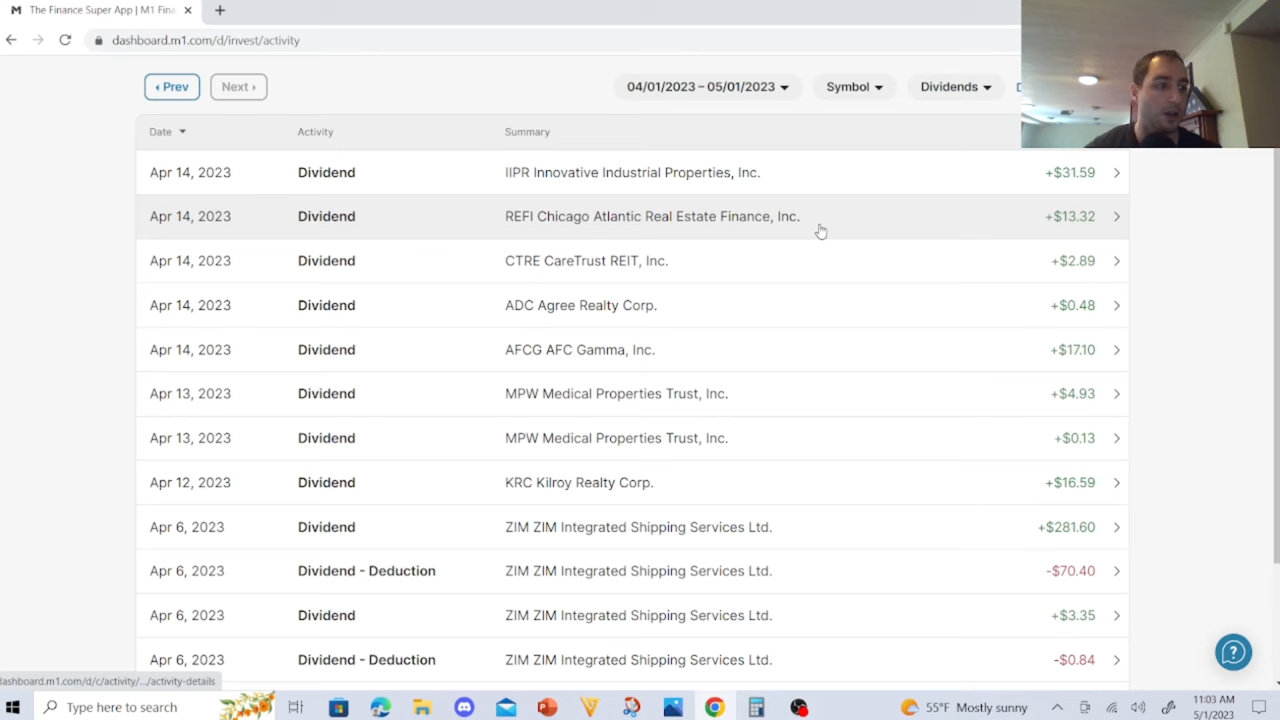 The Finance Super App | M1 Fina
dashboard.m1.com/d/invest/activity
Prev Next 04/01/2023 – 05/01/2023 Symbol Dividends
Date Activity Summary
Apr 14, 2023 Dividend IIPR Innovative Industrial Properties, Inc. +$31.59
Apr 14, 2023 Dividend REFI Chicago Atlantic Real Estate Finance, Inc. +$13.32
Apr 14, 2023 Dividend CTRE CareTrust REIT, Inc. +$2.89
Apr 14, 2023 Dividend ADC Agree Realty Corp. +$0.48
Apr 14, 2023 Dividend AFCG AFC Gamma, Inc. +$17.10
Apr 13, 2023 Dividend MPW Medical Properties Trust, Inc. +$4.93
Apr 13, 2023 Dividend MPW Medical Properties Trust, Inc. +$0.13
Apr 12, 2023 Dividend KRC Kilroy Realty Corp. +$16.59
Apr 6, 2023 Dividend ZIM ZIM Integrated Shipping Services Ltd. +$281.60
Apr 6, 2023 Dividend - Deduction ZIM ZIM Integrated Shipping Services Ltd. -$70.40
Apr 6, 2023 Dividend ZIM ZIM Integrated Shipping Services Ltd. +$3.35
Apr 6, 2023 Dividend - Deduction ZIM ZIM Integrated Shipping Services Ltd. -$0.84
dashboard.m1.com/d/c/activity/.../activity-details
Type here to search 55°F Mostly sunny 11:03 AM
5/1/2023